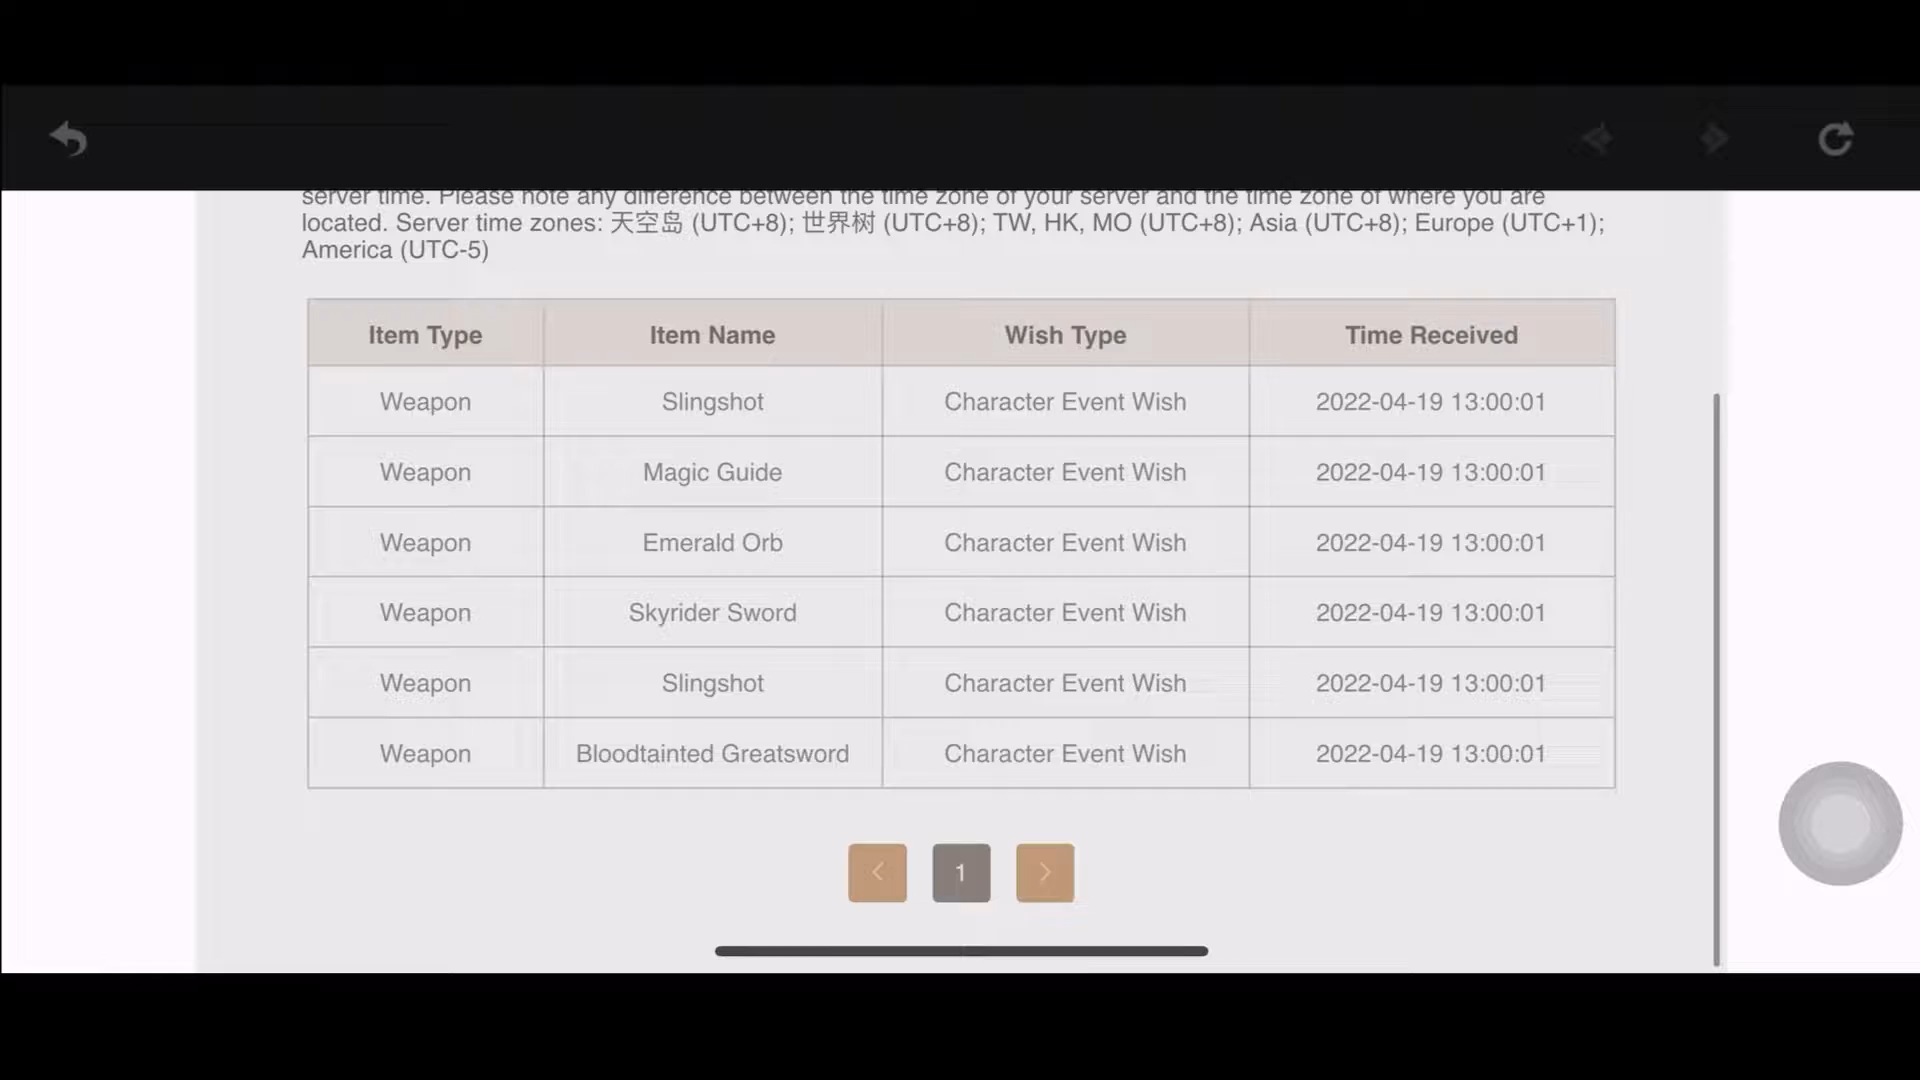 server time. Please note any difference between the time zone of your server and the time zone of where you are
located. Server time zones: 天空岛 (UTC+8); 世界树 (UTC+8); TW, HK, MO (UTC+8); Asia (UTC+8); Europe (UTC+1);
America (UTC-5)
Item Type Item Name Wish Type Time Received
Weapon Slingshot Character Event Wish 2022-04-19 13:00:01
Weapon Magic Guide Character Event Wish 2022-04-19 13:00:01
Weapon Emerald Orb Character Event Wish 2022-04-19 13:00:01
Weapon Skyrider Sword Character Event Wish 2022-04-19 13:00:01
Weapon Slingshot Character Event Wish 2022-04-19 13:00:01
Weapon Bloodtainted Greatsword Character Event Wish 2022-04-19 13:00:01
1